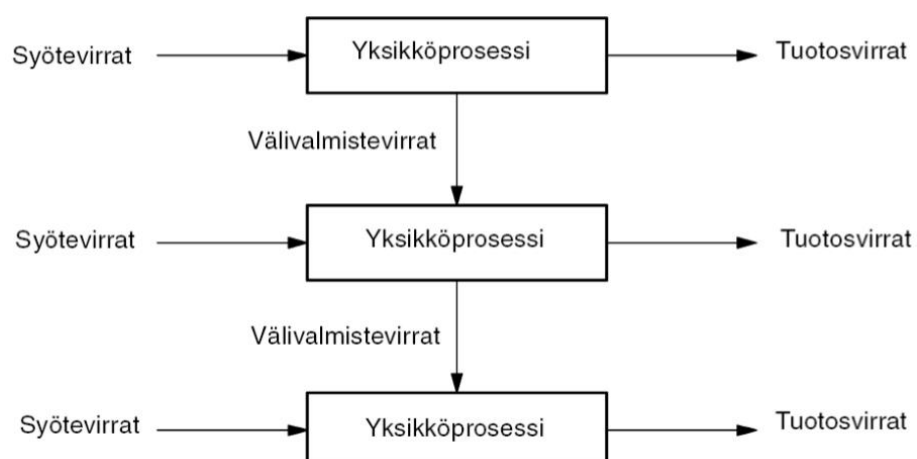 Syötevirrat
Yksikköprosessi
Tuotosvirrat
Välivalmistevirrat
Syötevirrat
Yksikköprosessi
Tuotosvirrat
Välivalmistevirrat
Syötevirrat
Yksikköprosessi
Tuotosvirrat